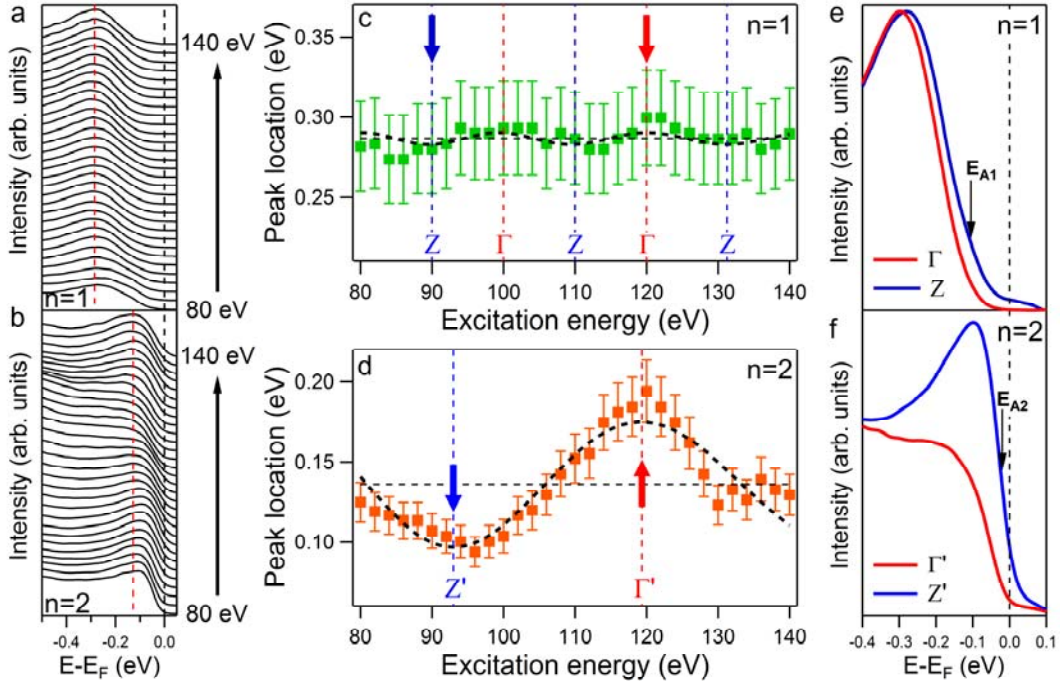 a
Intensity (arb. units)
140 eV
n=1
80 eV
b
Intensity (arb. units)
140 eV
n=2
80 eV
-0.4 -0.2 0.0
E-E_F (eV)
c
n=1
Peak location (eV)
0.35
0.30
0.25
Z Γ Z Γ Z
80 90 100 110 120 130 140
Excitation energy (eV)
d
n=2
Peak location (eV)
0.20
0.15
0.10
Z' Γ'
80 90 100 110 120 130 140
Excitation energy (eV)
e
n=1
Intensity (arb. units)
E_A1
Γ
Z
f
n=2
Intensity (arb. units)
E_A2
Γ'
Z'
-0.4 -0.3 -0.2 -0.1 0.0 0.1
E-E_F (eV)